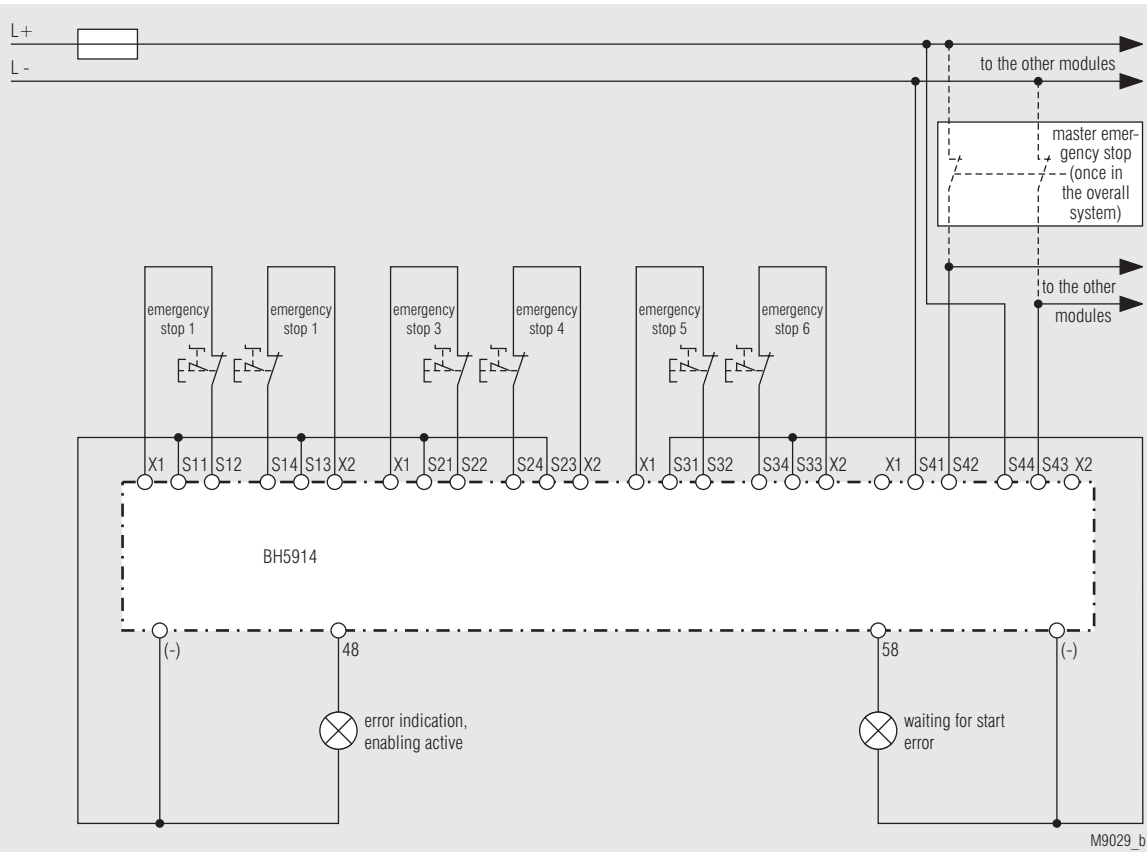 L+
L -
to the other modules
master emer-
gency stop
(once in
the overall
system)
to the other
modules
emergency
stop 1
emergency
stop 1
emergency
stop 3
emergency
stop 4
emergency
stop 5
emergency
stop 6
X1 S11 S12 S14 S13 X2 X1 S21 S22 S24 S23 X2 X1 S31 S32 S34 S33 X2 X1 S41 S42 S44 S43 X2
BH5914
(-) 48 58 (-)
error indication,
enabling active
waiting for start
error
M9029_b